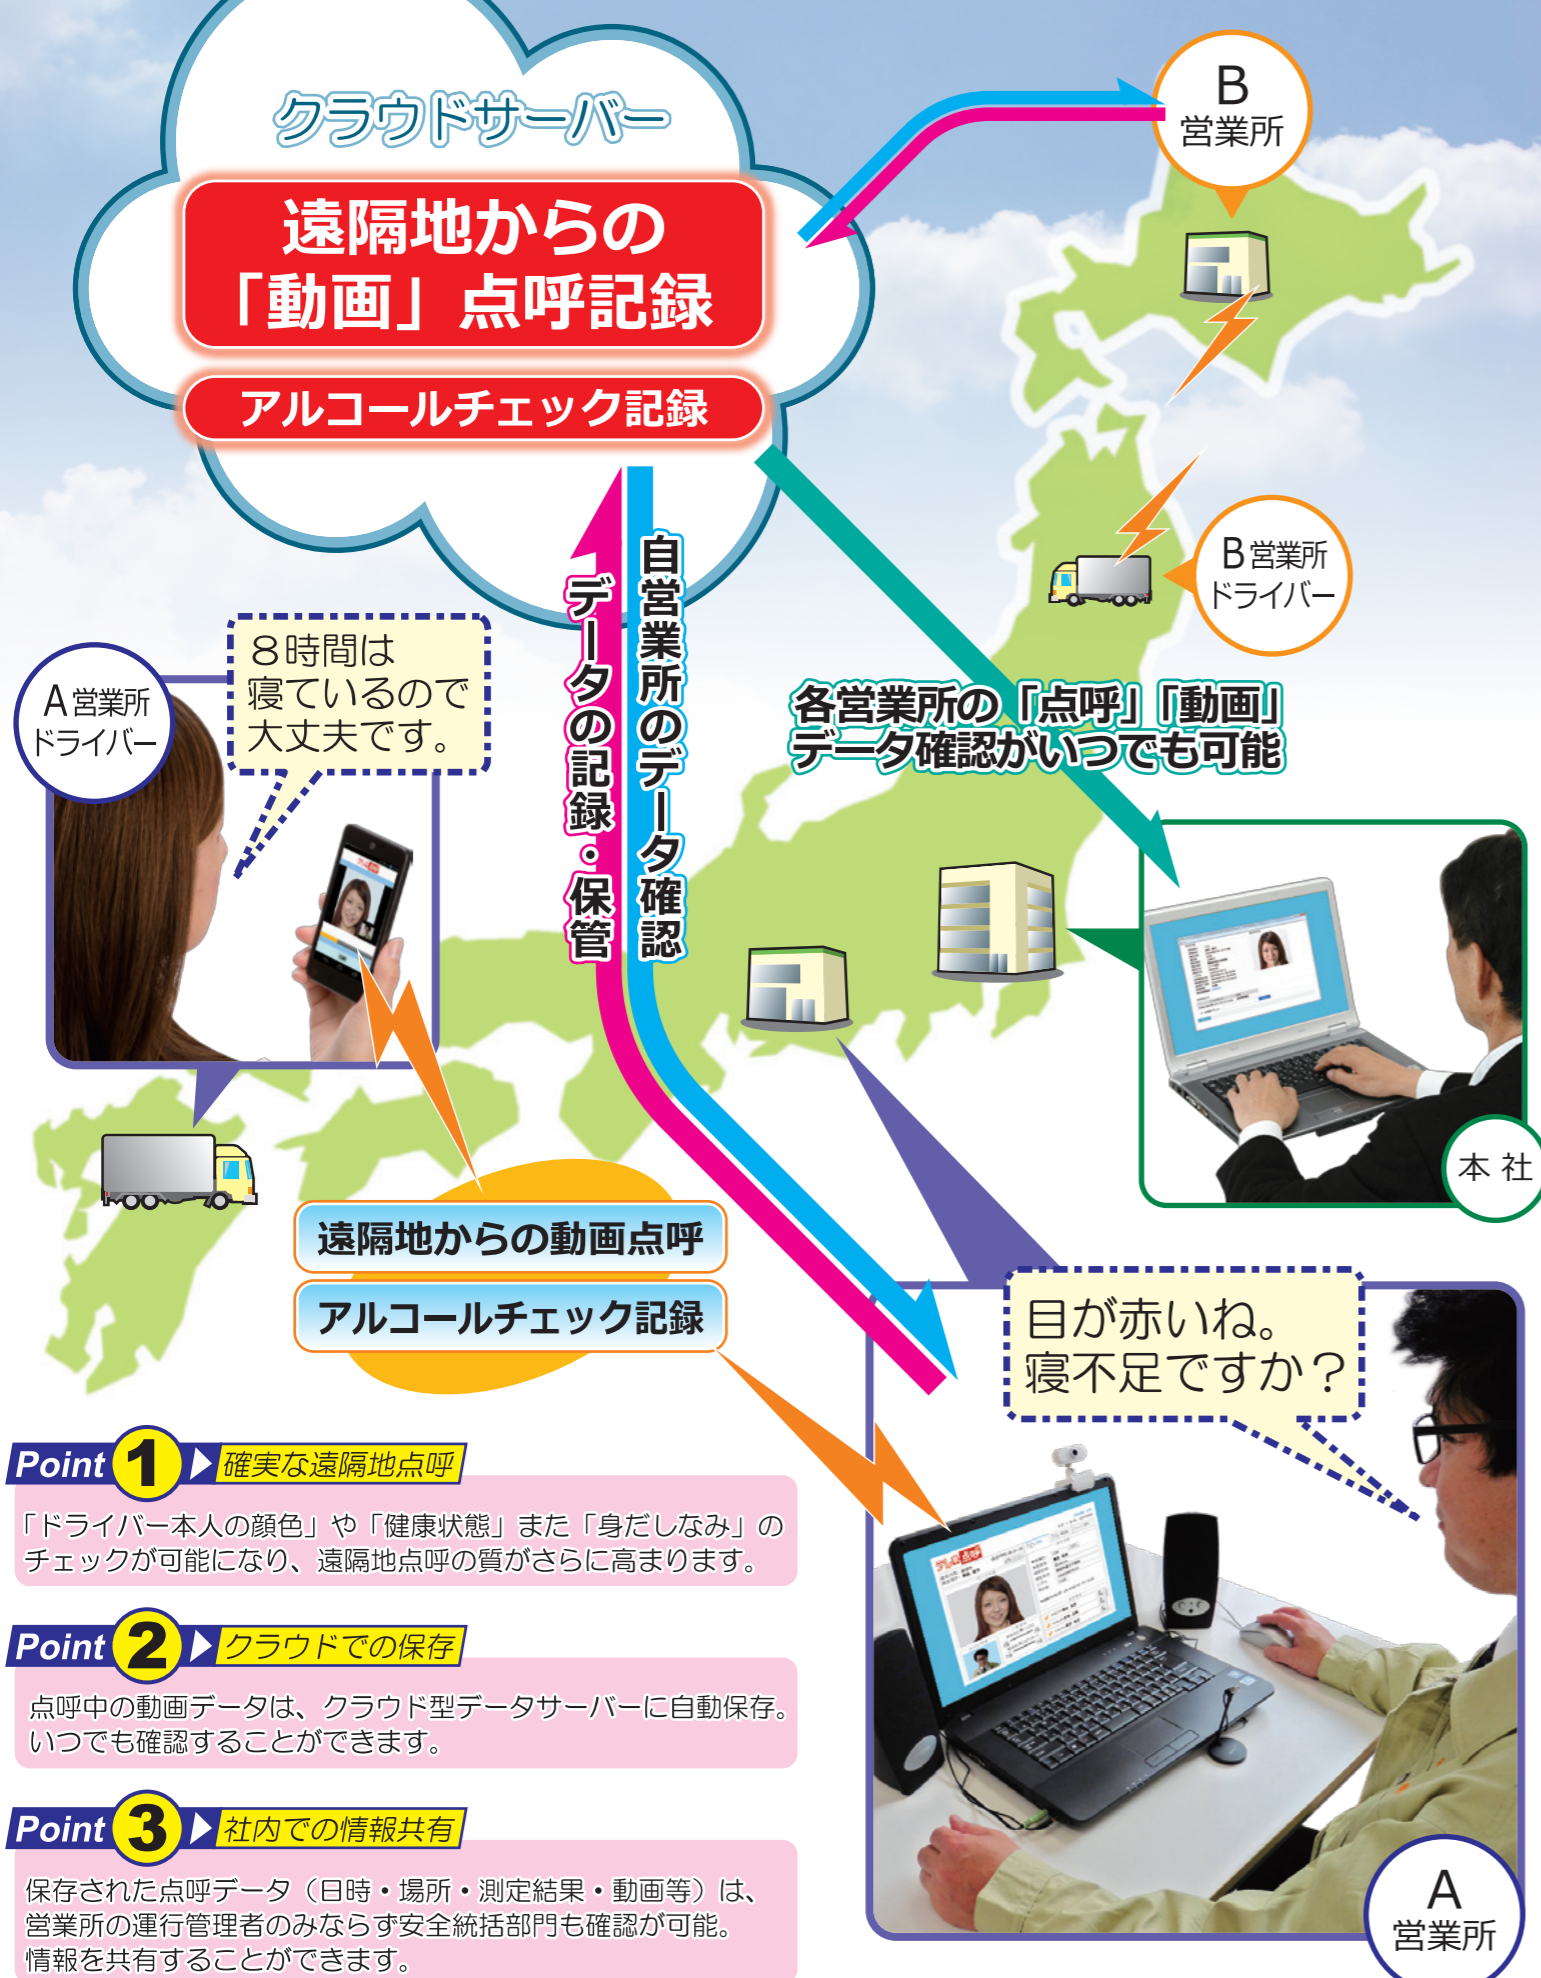 クラウドサーバー
遠隔地からの
「動画」点呼記録
アルコールチェック記録
B
営業所
B営業所
ドライバー
自営業所のデータ確認
データの記録・保管
各営業所の「点呼」「動画」
データ確認がいつでも可能
A営業所
ドライバー
8時間は
寝ているので
大丈夫です。
本社
遠隔地からの動画点呼
アルコールチェック記録
目が赤いね。
寝不足ですか?
テレビ点呼
A
営業所
Point 1 確実な遠隔地点呼
「ドライバー本人の顔色」や「健康状態」また「身だしなみ」の
チェックが可能になり、遠隔地点呼の質がさらに高まります。
Point 2 クラウドでの保存
点呼中の動画データは、クラウド型データサーバーに自動保存。
いつでも確認することができます。
Point 3 社内での情報共有
保存された点呼データ(日時・場所・測定結果・動画等)は、
営業所の運行管理者のみならず安全統括部門も確認が可能。
情報を共有することができます。